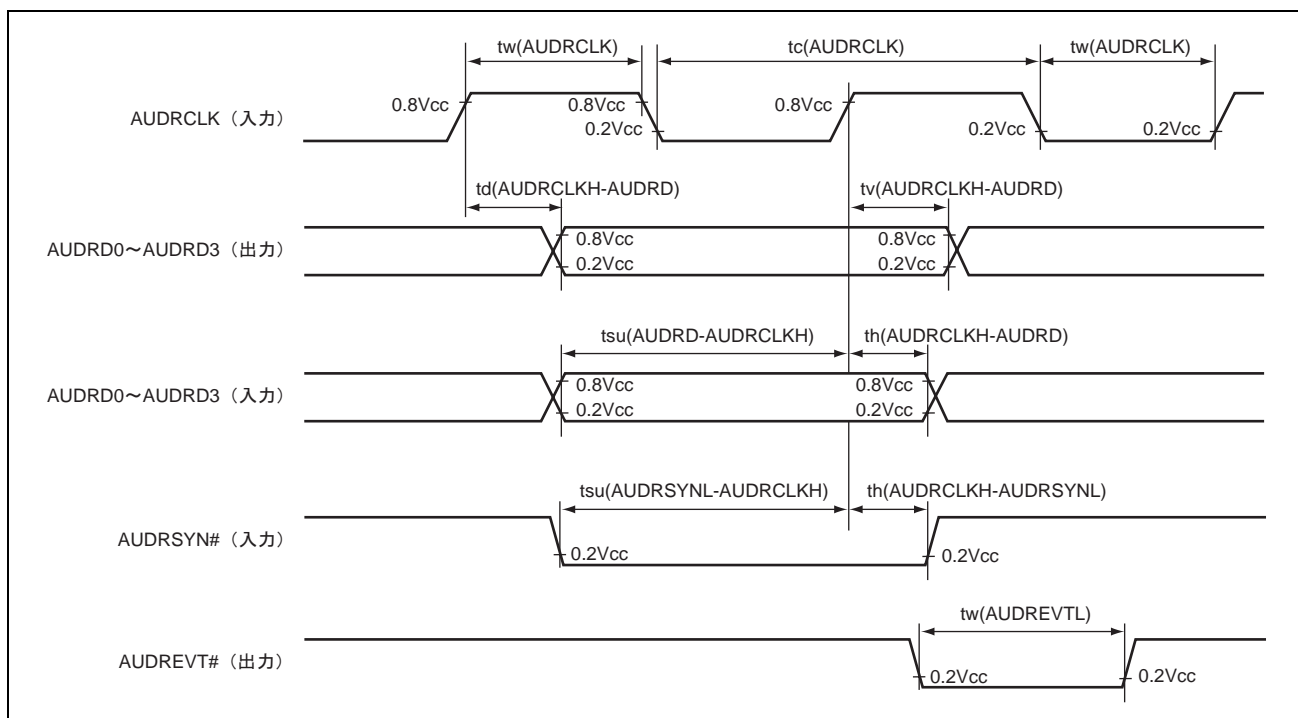 tw(AUDRCLK) tc(AUDRCLK) tw(AUDRCLK)
AUDRCLK（入力） 0.8Vcc 0.8Vcc 0.8Vcc
0.2Vcc 0.2Vcc 0.2Vcc
td(AUDRCLKH-AUDRD) tv(AUDRCLKH-AUDRD)
AUDRD0〜AUDRD3（出力） 0.8Vcc 0.8Vcc
0.2Vcc 0.2Vcc
tsu(AUDRD-AUDRCLKH) th(AUDRCLKH-AUDRD)
AUDRD0〜AUDRD3（入力） 0.8Vcc 0.8Vcc
0.2Vcc 0.2Vcc
tsu(AUDRSYNL-AUDRCLKH) th(AUDRCLKH-AUDRSYNL)
AUDRSYN#（入力） 0.2Vcc 0.2Vcc
tw(AUDREVTL)
AUDREVT#（出力） 0.2Vcc 0.2Vcc